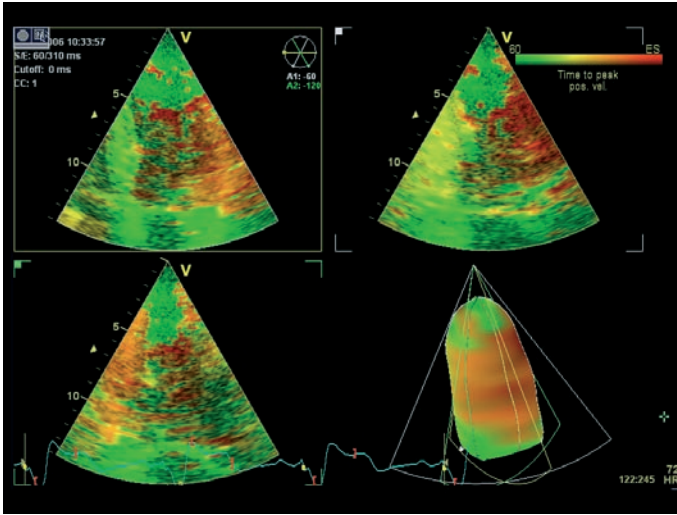 V
006 10:33:57
S/E: 60/310 ms
Cutoff: 0 ms
CC: 1
A1: -60
A2: -120
5
10
V
60
ES
Time to peak
pos. vel.
5
10
V
5
10
72
122:245
HR